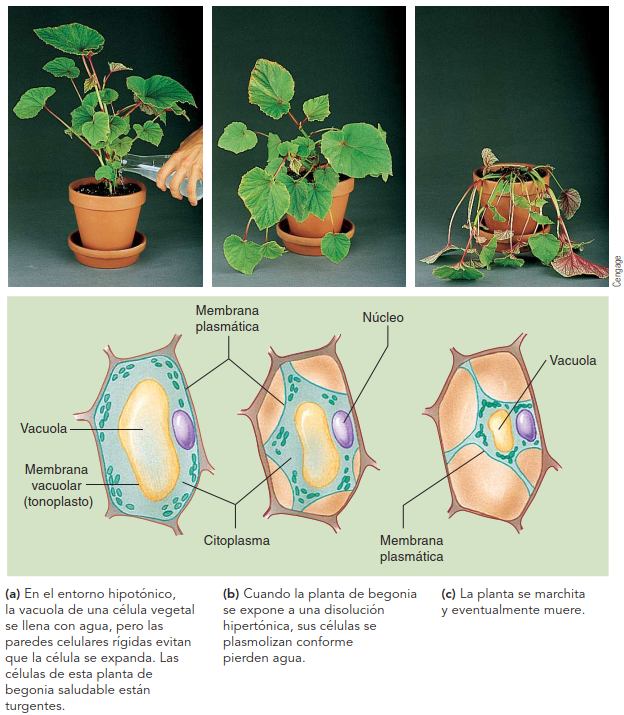 Cengage
Membrana
plasmática
Núcleo
Vacuola
Vacuola
Membrana
vacuolar
(tonoplasto)
Citoplasma
Membrana
plasmática
(a) En el entorno hipotónico,
la vacuola de una célula vegetal
se llena con agua, pero las
paredes celulares rígidas evitan
que la célula se expanda. Las
células de esta planta de
begonia saludable están
turgentes.
(b) Cuando la planta de begonia
se expone a una disolución
hipertónica, sus células se
plasmolizan conforme
pierden agua.
(c) La planta se marchita
y eventualmente muere.